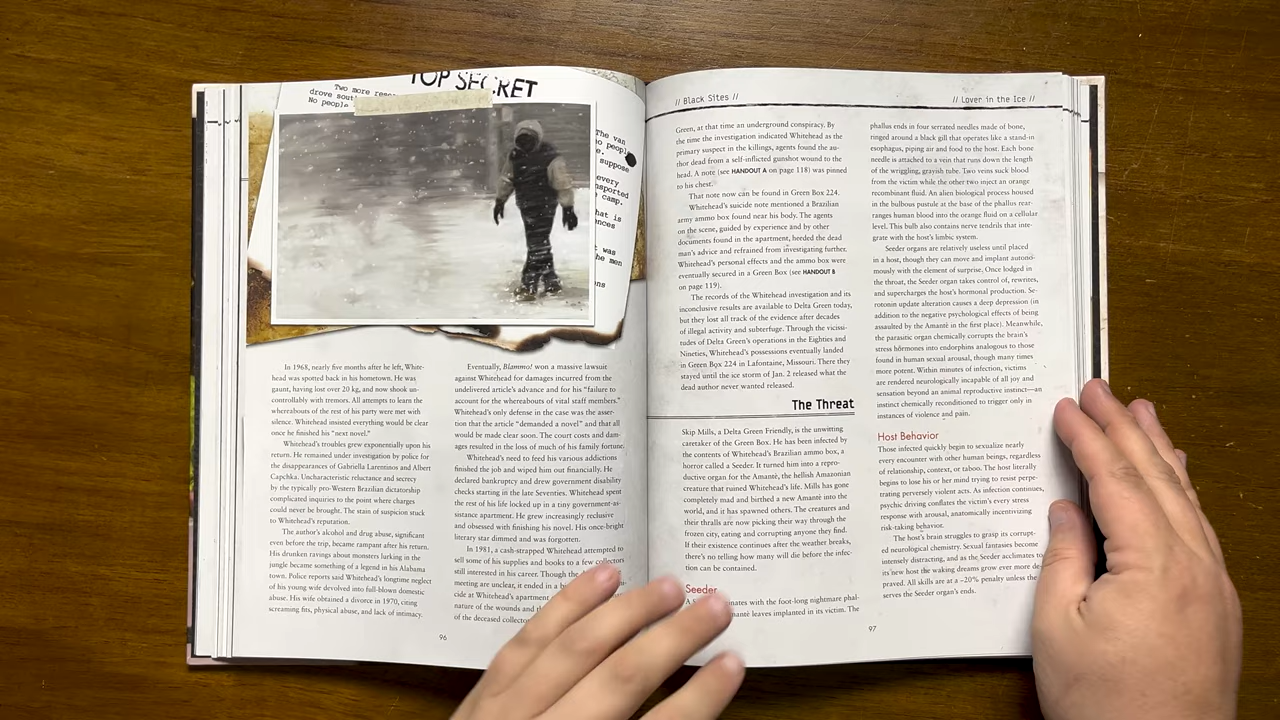 TOP SECRET
Two more
drove
No people
The van
no people
e.
suppose
every
nsported
camp.
hat is
ences
t was
he men
ns
In 1968, nearly five months after he left, White-
head was spotted back in his hometown. He was
gaunt, having lost over 20 kg, and now shook un-
controllably with tremors. All attempts to learn the
whereabouts of the rest of his party were met with
silence. Whitehead insisted everything would be clear
once he finished his "next novel."
Whitehead's troubles grew exponentially upon his
return. He remained under investigation by police for
the disappearances of Gabriella Larentinos and Albert
Capchka. Uncharacteristic reluctance and secrecy
by the typically pro-Western Brazilian dictatorship
complicated inquiries to the point where charges
could never be brought. The stain of suspicion stuck
to Whitehead's reputation.
The author's alcohol and drug abuse, significant
even before the trip, became rampant after his return.
His drunken ravings about monsters lurking in the
jungle became something of a legend in his Alabama
town. Police reports said Whitehead's longtime neglect
of his young wife devolved into full-blown domestic
abuse. His wife obtained a divorce in 1970, citing
screaming fits, physical abuse, and lack of intimacy.
Eventually, Blammo! won a massive lawsuit
against Whitehead for damages incurred from the
undelivered article's advance and for his "failure to
account for the whereabouts of vital staff members."
Whitehead's only defense in the case was the asser-
tion that the article "demanded a novel" and that all
would be made clear soon. The court costs and dam-
ages resulted in the loss of much of his family fortune.
Whitehead's need to feed his various addictions
finished the job and wiped him out financially. He
declared bankruptcy and drew government disability
checks starting in the late Seventies. Whitehead spent
the rest of his life locked up in a tiny government-as-
sistance apartment. He grew increasingly reclusive
and obsessed with finishing his novel. His once-bright
literary star dimmed and was forgotten.
In 1981, a cash-strapped Whitehead attempted to
sell some of his supplies and books to a few collectors
still interested in his career. Though the
meeting are unclear, it ended in a
cide at Whitehead's apartment
nature of the wounds and
of the deceased collector
96
// Black Sites //
// Lover in the Ice //
Green, at that time an underground conspiracy. By
the time the investigation indicated Whitehead as the
primary suspect in the killings, agents found the au-
thor dead from a self-inflicted gunshot wound to the
head. A note (see HANDOUT A on page 118) was pinned
to his chest.
That note now can be found in Green Box 224.
Whitehead's suicide note mentioned a Brazilian
army ammo box found near his body. The agents
on the scene, guided by experience and by other
documents found in the apartment, heeded the dead
man's advice and refrained from investigating further.
Whitehead's personal effects and the ammo box were
eventually secured in a Green Box (see HANDOUT B
on page 119).
The records of the Whitehead investigation and its
inconclusive results are available to Delta Green today,
but they lost all track of the evidence after decades
of illegal activity and subterfuge. Through the vicissi-
tudes of Delta Green's operations in the Eighties and
Nineties, Whitehead's possessions eventually landed
in Green Box 224 in Lafontaine, Missouri. There they
stayed until the ice storm of Jan. 2 released what the
dead author never wanted released.
The Threat
Skip Mills, a Delta Green Friendly, is the unwitting
caretaker of the Green Box. He has been infected by
the contents of Whitehead's Brazilian ammo box, a
horror called a Seeder. It turned him into a repro-
ductive organ for the Amante, the hellish Amazonian
creature that ruined Whitehead's life. Mills has gone
completely mad and birthed a new Amante into the
world, and it has spawned others. The creatures and
their thralls are now picking their way through the
frozen city, eating and corrupting anyone they find.
If their existence continues after the weather breaks,
there's no telling how many will die before the infec-
tion can be contained.
Seeder
nates with the foot-long nightmare phal-
manté leaves implanted in its victim. The
phallus ends in four serrated needles made of bone,
ringed around a black gill that operates like a stand-in
esophagus, piping air and food to the host. Each bone
needle is attached to a vein that runs down the length
of the wriggling, grayish tube. Two veins suck blood
from the victim while the other two inject an orange
recombinant fluid. An alien biological process housed
in the bulbous pustule at the base of the phallus rear-
ranges human blood into the orange fluid on a cellular
level. This bulb also contains nerve tendrils that inte-
grate with the host's limbic system.
Seeder organs are relatively useless until placed
in a host, though they can move and implant autono-
mously with the element of surprise. Once lodged in
the throat, the Seeder organ takes control of, rewrites,
and supercharges the host's hormonal production. Se-
rotonin update alteration causes a deep depression (in
addition to the negative psychological effects of being
assaulted by the Amante in the first place). Meanwhile,
the parasitic organ chemically corrupts the brain's
stress hormones into endorphins analogous to those
found in human sexual arousal, though many times
more potent. Within minutes of infection, victims
are rendered neurologically incapable of all joy and
sensation beyond an animal reproductive instinct—an
instinct chemically reconditioned to trigger only in
instances of violence and pain.
Host Behavior
Those infected quickly begin to sexualize nearly
every encounter with other human beings, regardless
of relationship, context, or taboo. The host literally
begins to lose his or her mind trying to resist perpe-
trating perversely violent acts. As infection continues,
psychic driving conflates the victim's every stress
response with arousal, anatomically incentivizing
risk-taking behavior.
The host's brain struggles to grasp its corrupt-
ed neurological chemistry. Sexual fantasies become
intensely distracting, and as the Seeder acclimates to
its new host the waking dreams grow ever more de-
praved. All skills are at a −20% penalty unless the
serves the Seeder organ's ends.
97